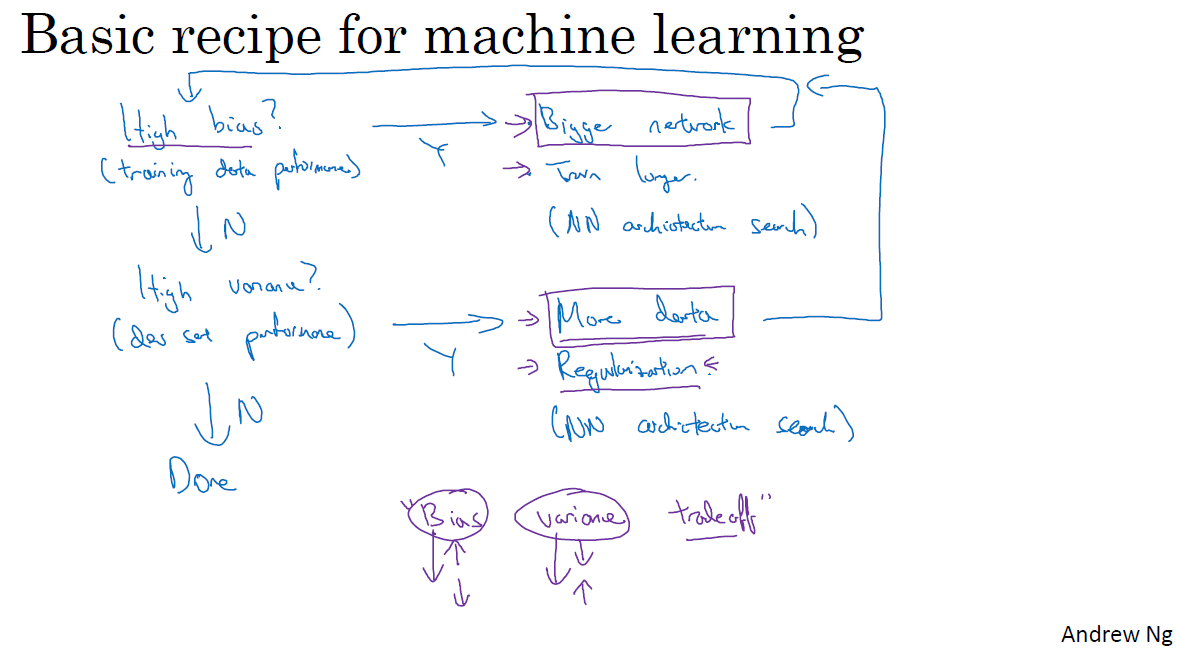 Basic recipe for machine learning
High bias?
(training data performance)
Y
Bigger network
Train longer.
(NN architecture search)
N
High variance?
(dev set performance)
Y
More data
Regularization
(NN architecture search)
N
Done
"Bias variance tradeoff"
Andrew Ng